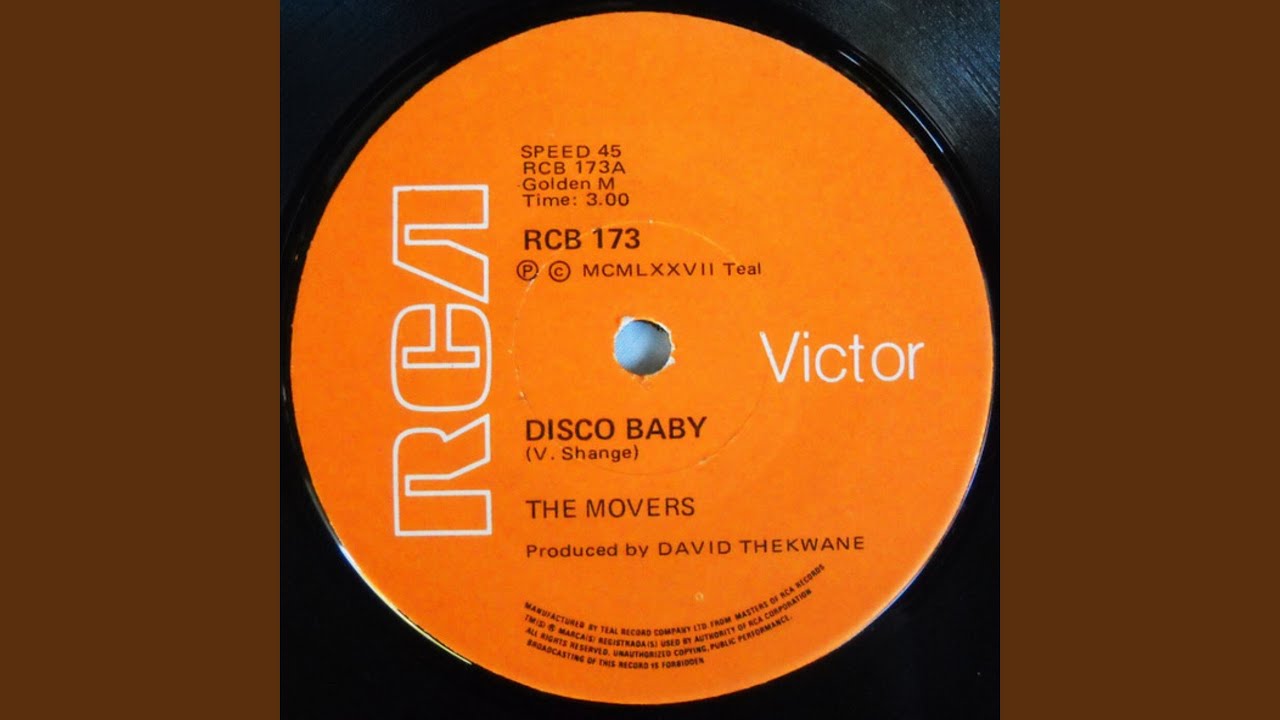 RCA
SPEED 45
RCB 173A
Golden M
Time: 3.00
RCB 173
Ⓟ © MCMLXXVII Teal
Victor
DISCO BABY
(V. Shange)
THE MOVERS
Produced by DAVID THEKWANE
MANUFACTURED BY TEAL RECORD COMPANY LTD. FROM MASTERS OF RCA RECORDS
TM(S) ® MARCA(S) REGISTRADA(S) USED BY AUTHORITY OF RCA CORPORATION
ALL RIGHTS RESERVED. UNAUTHORIZED COPYING, PUBLIC PERFORMANCE,
BROADCASTING OF THIS RECORD IS FORBIDDEN